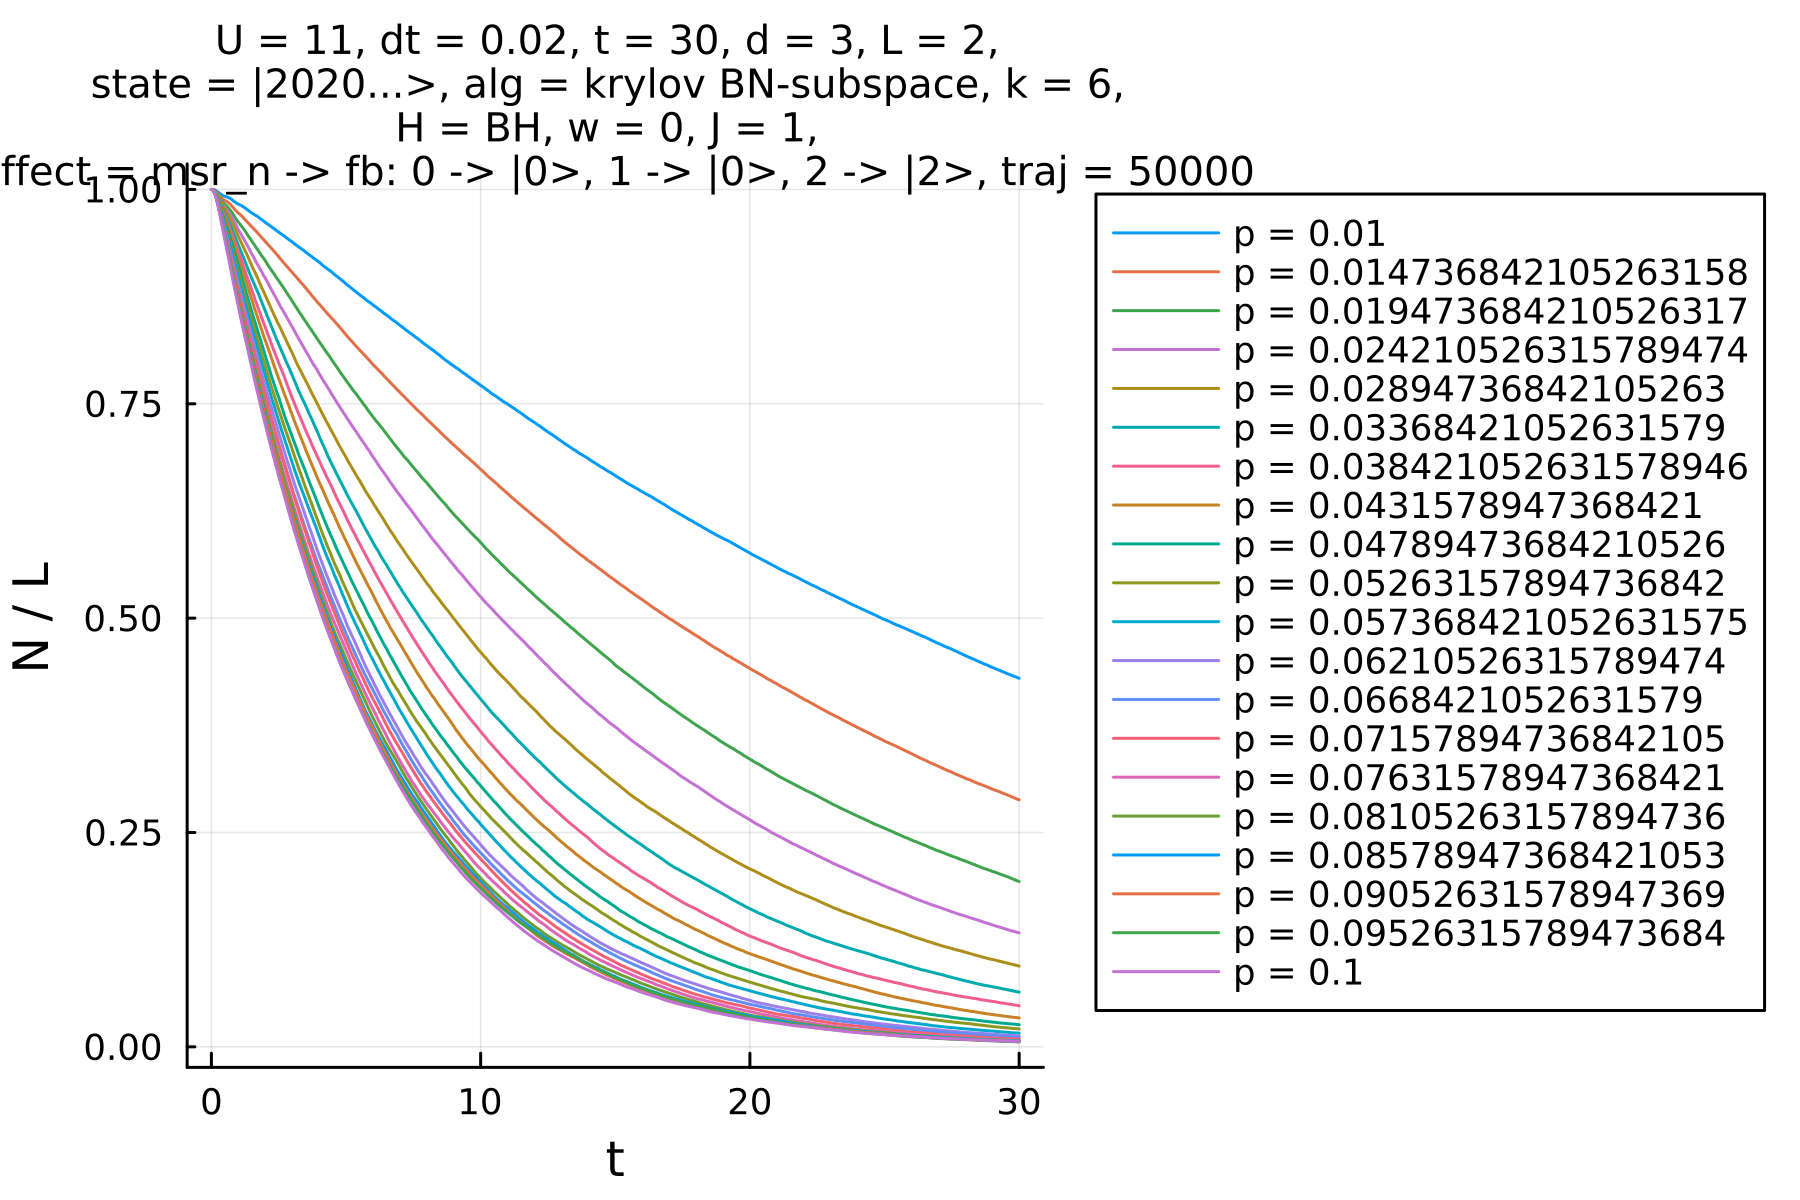 U = 11, dt = 0.02, t = 30, d = 3, L = 2,
state = |2020...>, alg = krylov BN-subspace, k = 6,
H = BH, w = 0, J = 1,
ffect = msr_n -> fb: 0 -> |0>, 1 -> |0>, 2 -> |2>, traj = 50000
1.00
0.75
0.50
0.25
0.00
N / L
0
10
20
30
t
p = 0.01
p = 0.014736842105263158
p = 0.019473684210526317
p = 0.024210526315789474
p = 0.02894736842105263
p = 0.03368421052631579
p = 0.038421052631578946
p = 0.0431578947368421
p = 0.04789473684210526
p = 0.05263157894736842
p = 0.057368421052631575
p = 0.06210526315789474
p = 0.0668421052631579
p = 0.07157894736842105
p = 0.07631578947368421
p = 0.08105263157894736
p = 0.08578947368421053
p = 0.09052631578947369
p = 0.09526315789473684
p = 0.1